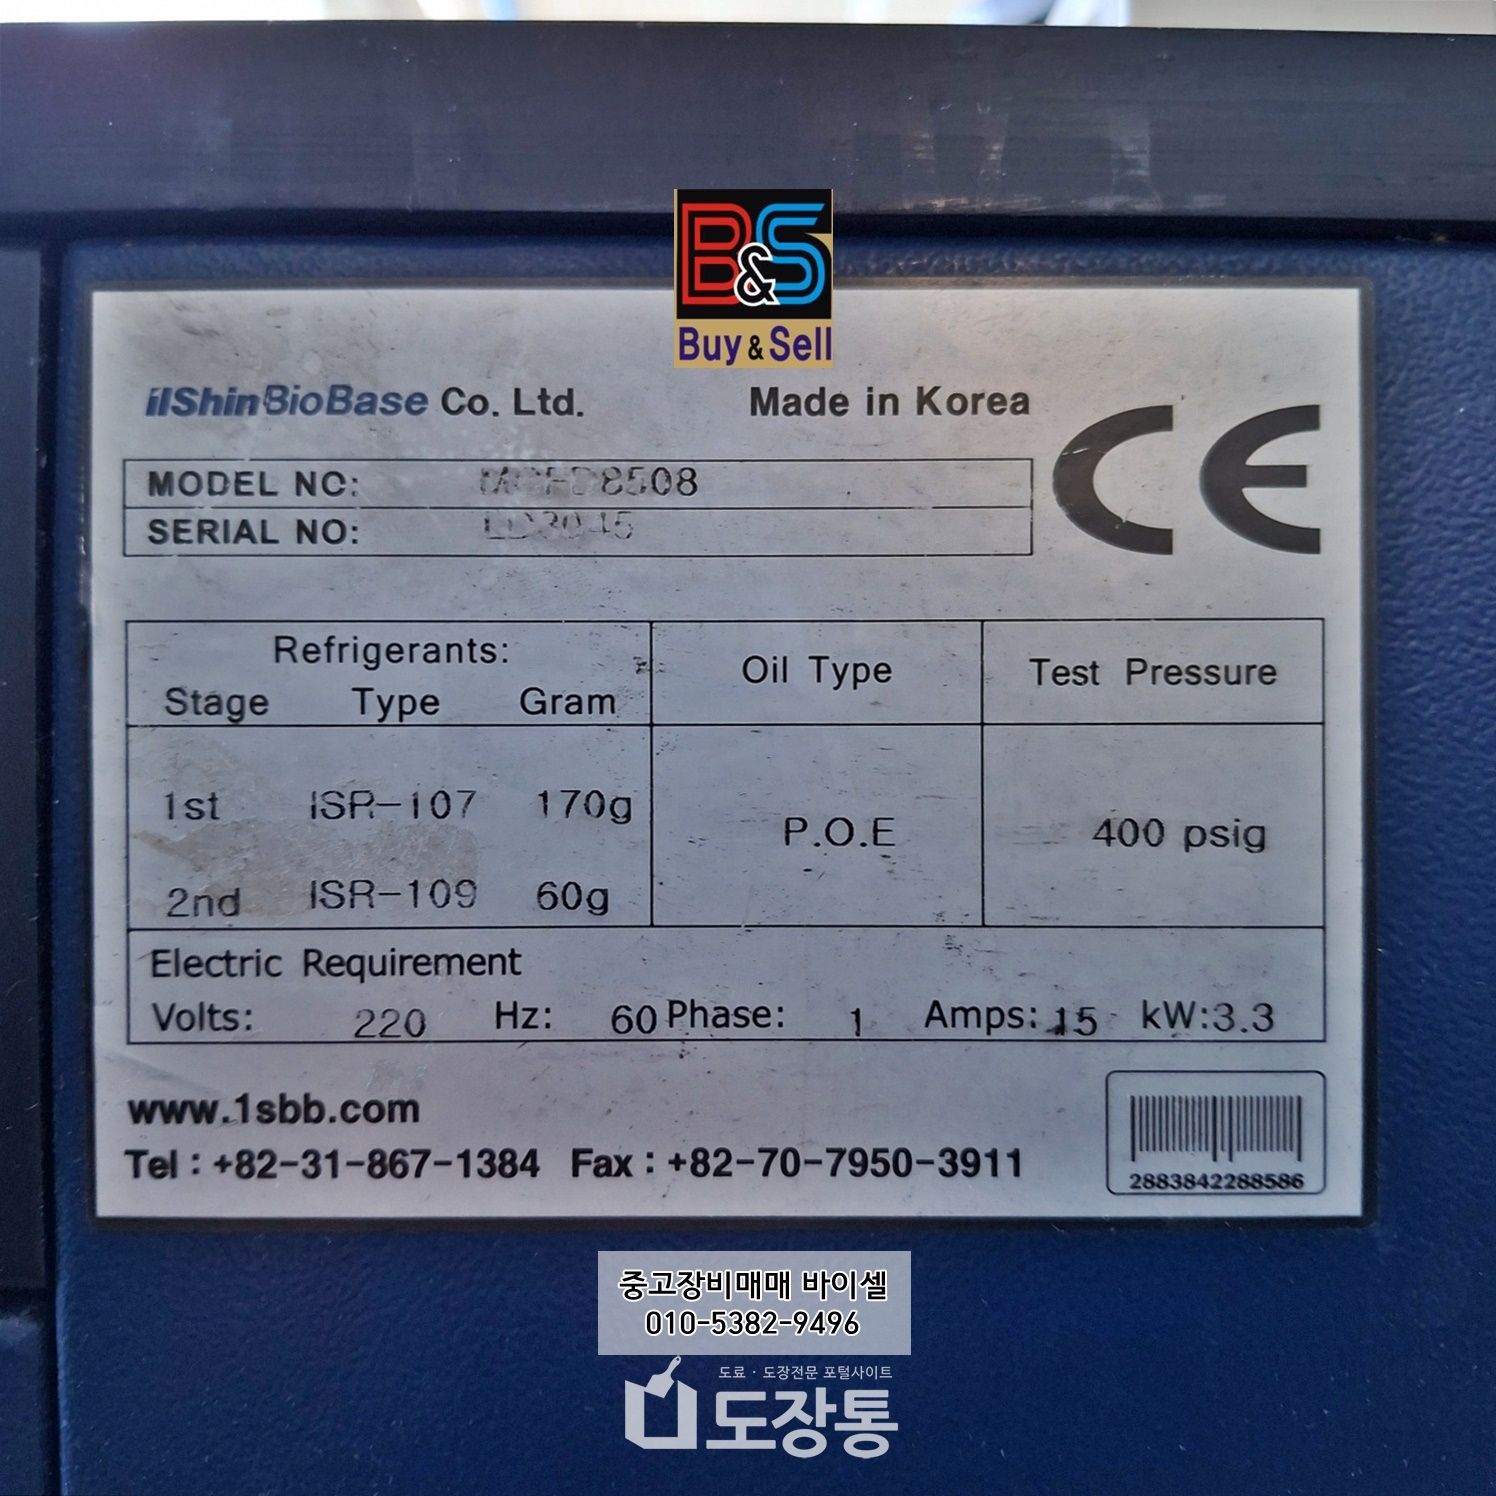 B&S
Buy & Sell
ilShinBioBase Co. Ltd. Made in Korea
CE
MODEL NO:
SERIAL NO:
Refrigerants: Oil Type Test Pressure
Stage Type Gram
1st ISR-107 170g
P.O.E 400 psig
2nd ISR-109 60g
Electric Requirement
Volts: 220 Hz: 60 Phase: 1 Amps: 15 kW:3.3
www.1sbb.com
Tel : +82-31-867-1384 Fax : +82-70-7950-3911
2883842288586
중고장비매매 바이셀
010-5382-9496
도료 · 도장전문 포털사이트
도장통